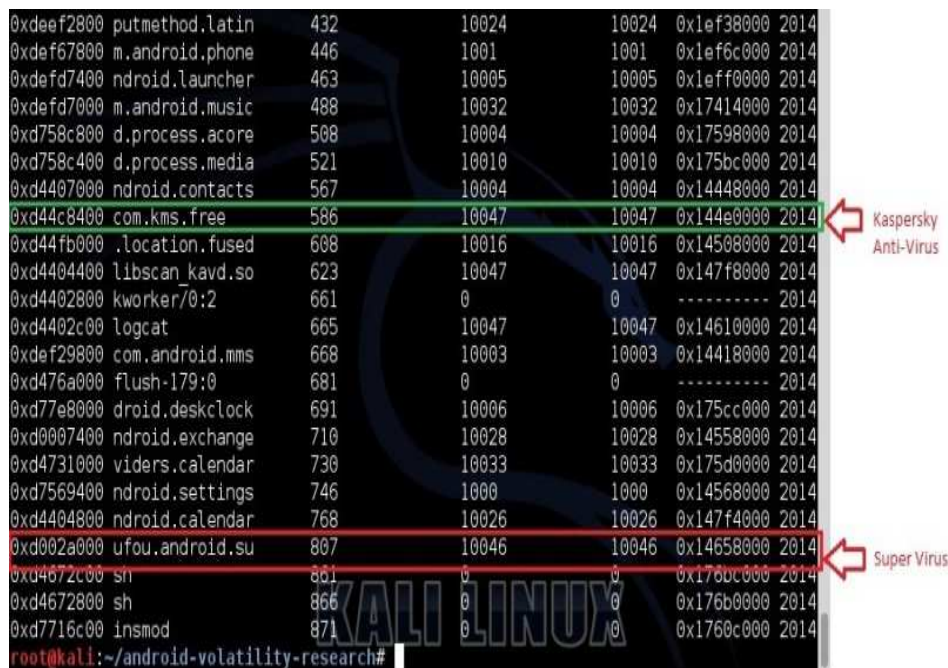 0xdeef2800 putmethod.latin 432 10024 10024 0x1ef38000 2014
0xdef67800 m.android.phone 446 1001 1001 0x1ef6c000 2014
0xdefd7400 ndroid.launcher 463 10005 10005 0x1eff0000 2014
0xdefd7000 m.android.music 488 10032 10032 0x17414000 2014
0xd758c800 d.process.acore 508 10004 10004 0x17598000 2014
0xd758c400 d.process.media 521 10010 10010 0x175bc000 2014
0xd4407000 ndroid.contacts 567 10004 10004 0x14448000 2014
0xd44c8400 com.kms.free 586 10047 10047 0x144e0000 2014
Kaspersky
Anti-Virus
0xd44fb000 .location.fused 608 10016 10016 0x14508000 2014
0xd4404400 libscan_kavd.so 623 10047 10047 0x147f8000 2014
0xd4402800 kworker/0:2 661 0 0 ---------- 2014
0xd4402c00 logcat 665 10047 10047 0x14610000 2014
0xdef29800 com.android.mms 668 10003 10003 0x14418000 2014
0xd476a000 flush-179:0 681 0 0 ---------- 2014
0xd77e8000 droid.deskclock 691 10006 10006 0x175cc000 2014
0xd0007400 ndroid.exchange 710 10028 10028 0x14558000 2014
0xd4731000 viders.calendar 730 10033 10033 0x175d0000 2014
0xd7569400 ndroid.settings 746 1000 1000 0x14568000 2014
0xd4404800 ndroid.calendar 768 10026 10026 0x147f4000 2014
0xd002a000 ufou.android.su 807 10046 10046 0x14658000 2014
Super Virus
0xd4672c00 sh 861 0 0 0x176bc000 2014
0xd4672800 sh 866 0 0 0x176b0000 2014
0xd7716c00 insmod 871 0 0 0x1760c000 2014
KALI LINUX
root@kali:~/android-volatility-research#